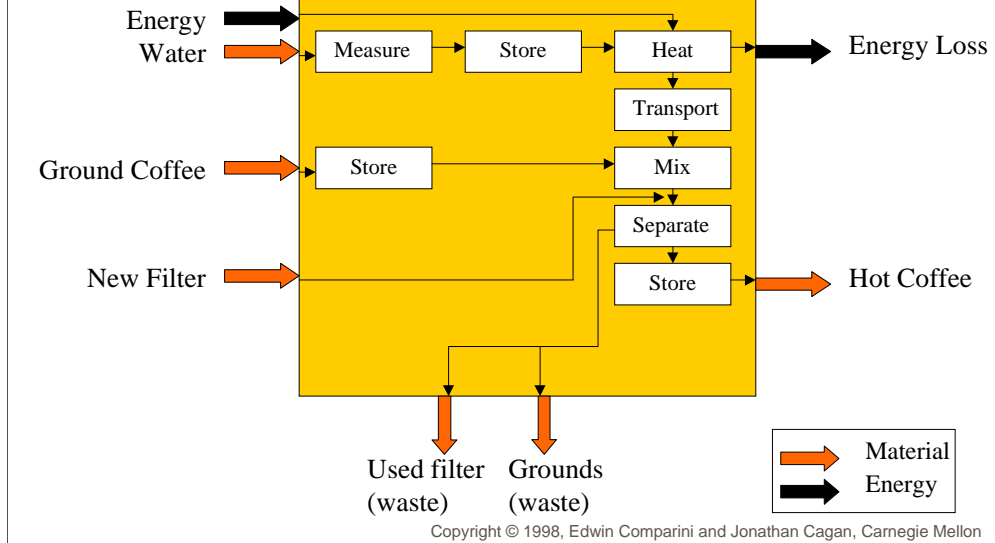 Energy
Water
Measure
Store
Heat
Energy Loss
Transport
Ground Coffee
Store
Mix
Separate
New Filter
Store
Hot Coffee
Used filter
(waste)
Grounds
(waste)
Material
Energy
Copyright © 1998, Edwin Comparini and Jonathan Cagan, Carnegie Mellon